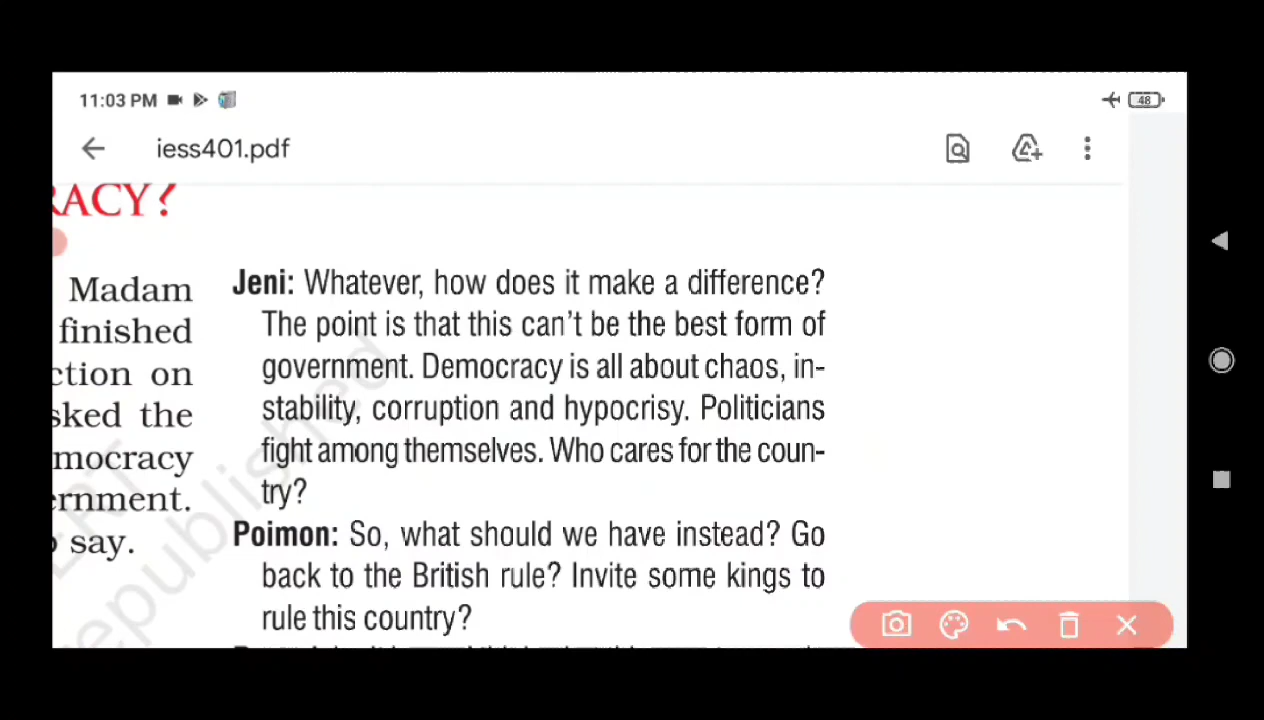 11:03 PM
48
iess401.pdf
RACY?
Madam
finished
ction on
sked the
mocracy
ernment.
say.
Jeni: Whatever, how does it make a difference?
The point is that this can't be the best form of
government. Democracy is all about chaos, in-
stability, corruption and hypocrisy. Politicians
fight among themselves. Who cares for the coun-
try?
Poimon: So, what should we have instead? Go
back to the British rule? Invite some kings to
rule this country?
republished